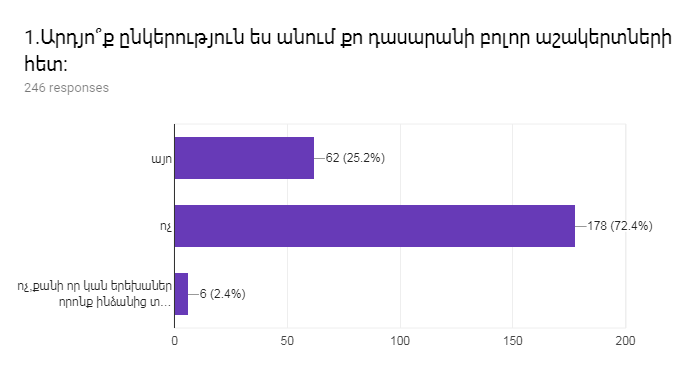 1.Արդյո՞ք ընկերություն ես անում քո դասարանի բոլոր աշակերտների
հետ:
246 responses
այո
62 (25.2%)
ոչ
178 (72.4%)
ոչ,քանի որ կան երեխաներ
որոնք ինձանից տ...
6 (2.4%)
0
50
100
150
200